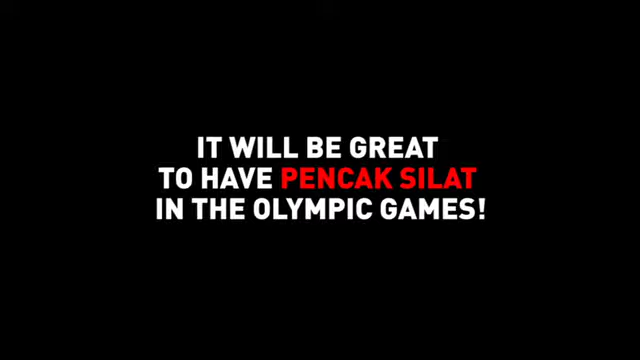 IT WILL BE GREAT
TO HAVE PENCAK SILAT
IN THE OLYMPIC GAMES!